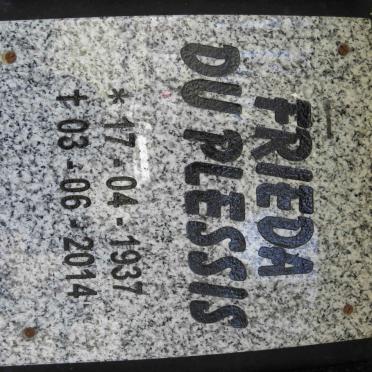 FRIEDA
DU PLESSIS
* 17 - 04 - 1937
✝ 03 - 06 - 2014